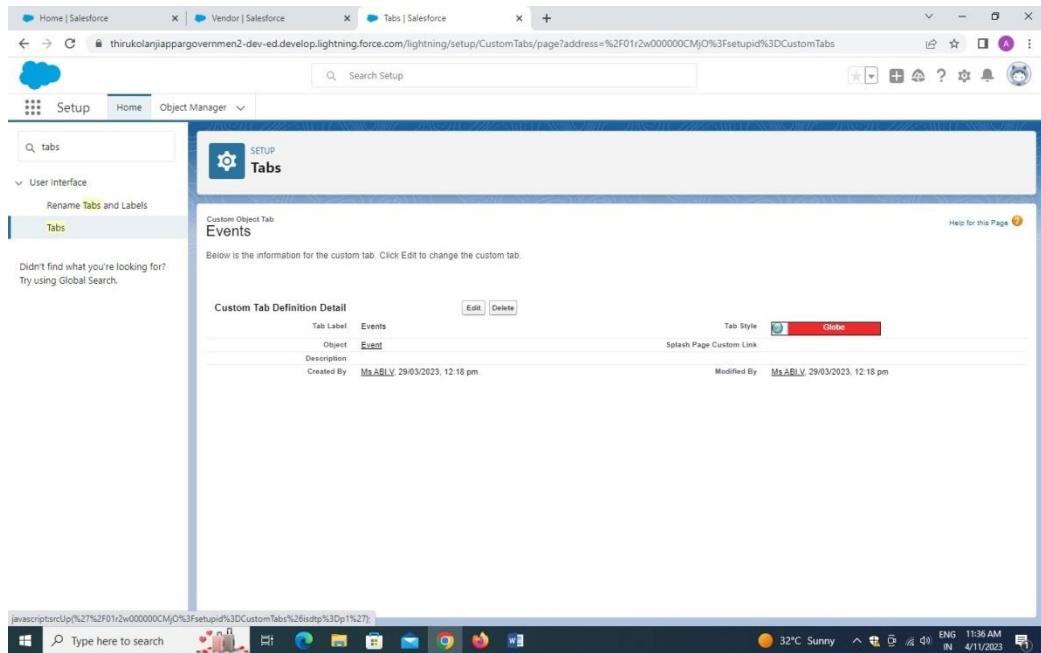 Home | Salesforce
Vendor | Salesforce
Tabs | Salesforce
thirukolanjiappargovernmen2-dev-ed.develop.lightning.force.com/lightning/setup/CustomTabs/page?address=%2F01r2w000000CMjO%3Fsetupid%3DCustomTabs
A
Search Setup
Setup Home Object Manager
tabs
User Interface
Rename Tabs and Labels
Tabs
Didn't find what you're looking for?
Try using Global Search.
SETUP
Tabs
Custom Object Tab
Events
Help for this Page
Below is the information for the custom tab. Click Edit to change the custom tab.
Custom Tab Definition Detail Edit Delete
Tab Label Events Tab Style Globe
Object Event Splash Page Custom Link
Description
Created By Ms ABI.V, 29/03/2023, 12:18 pm Modified By Ms ABI.V, 29/03/2023, 12:18 pm
javascript:srcUp(%27%2F01r2w000000CMjO%3Fsetupid%3DCustomTabs%26isdtp%3Dp1%27);
Type here to search
32°C Sunny
ENG 11:36 AM
IN 4/11/2023